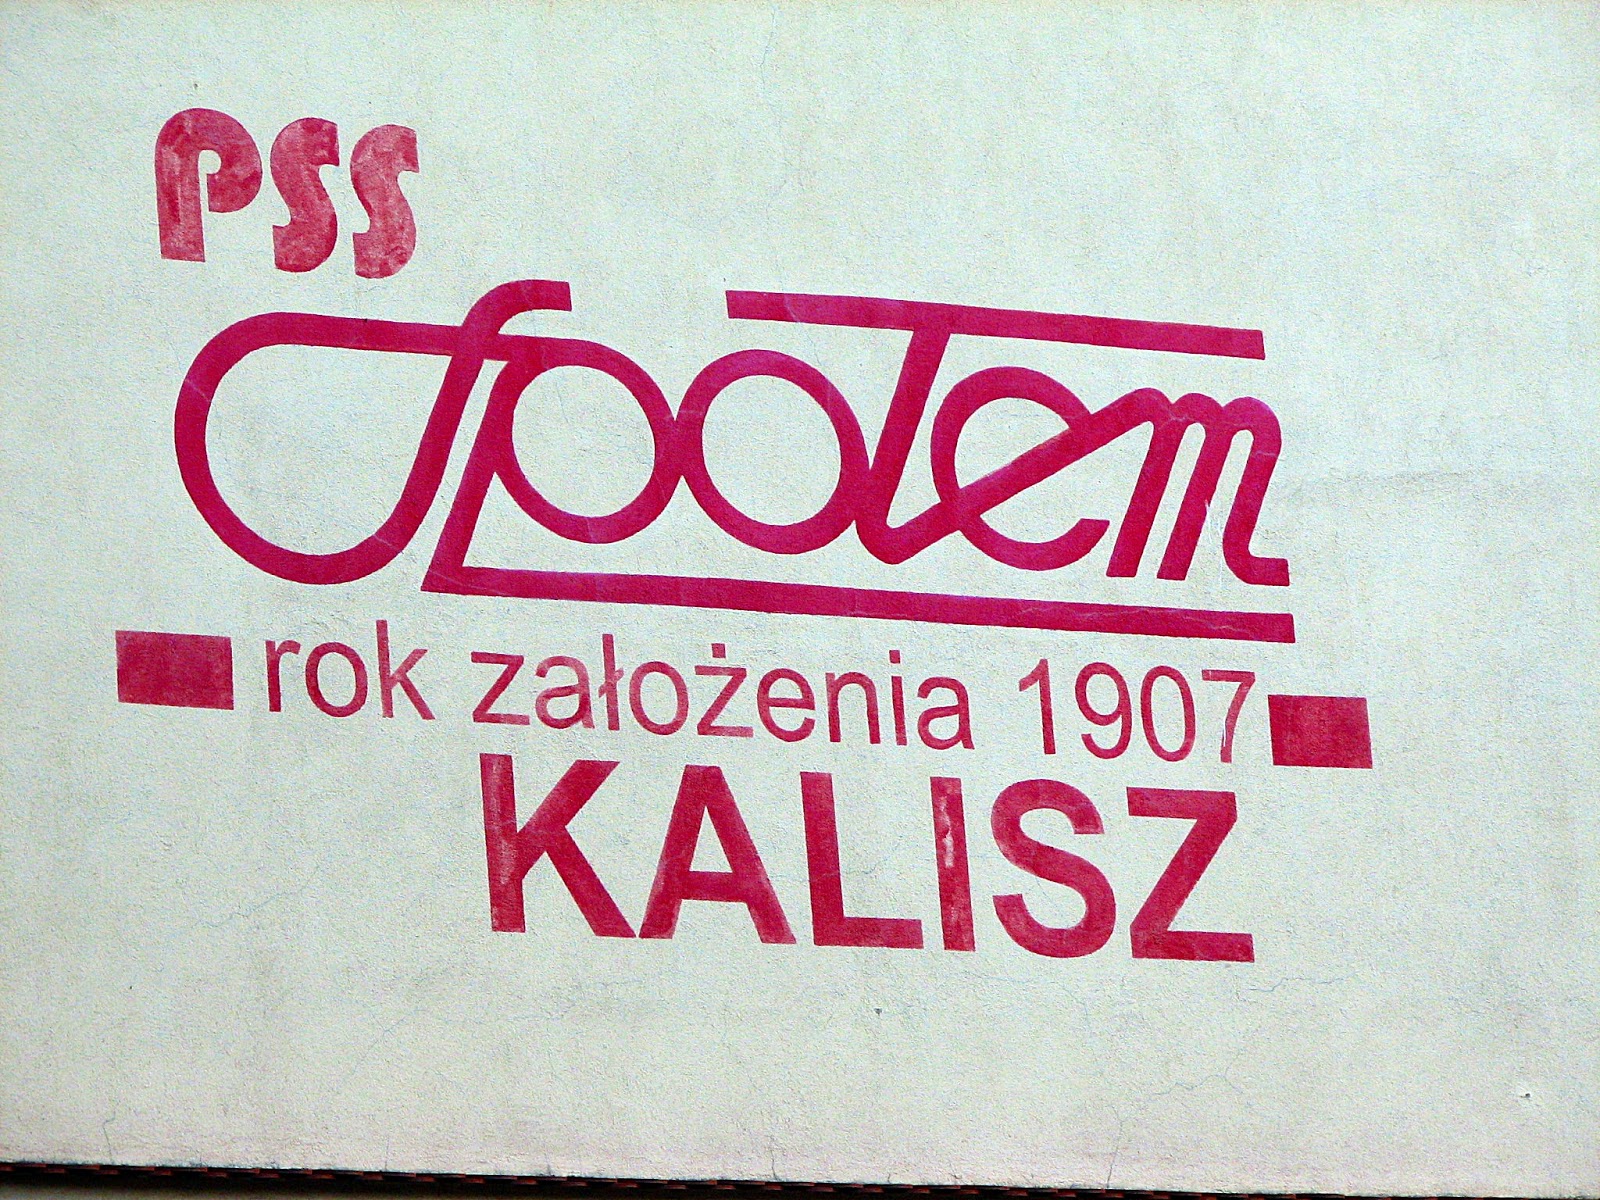 PSS
Społem
rok założenia 1907
KALISZ